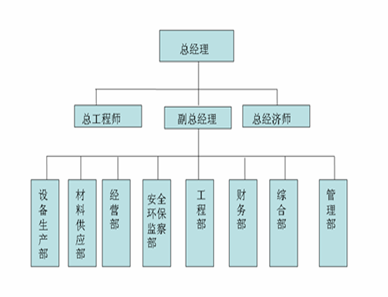 总经理
总工程师
副总经理
总经济师
设备生产部
材料供应部
经营部
安全环保监察部
工程部
财务部
综合部
管理部